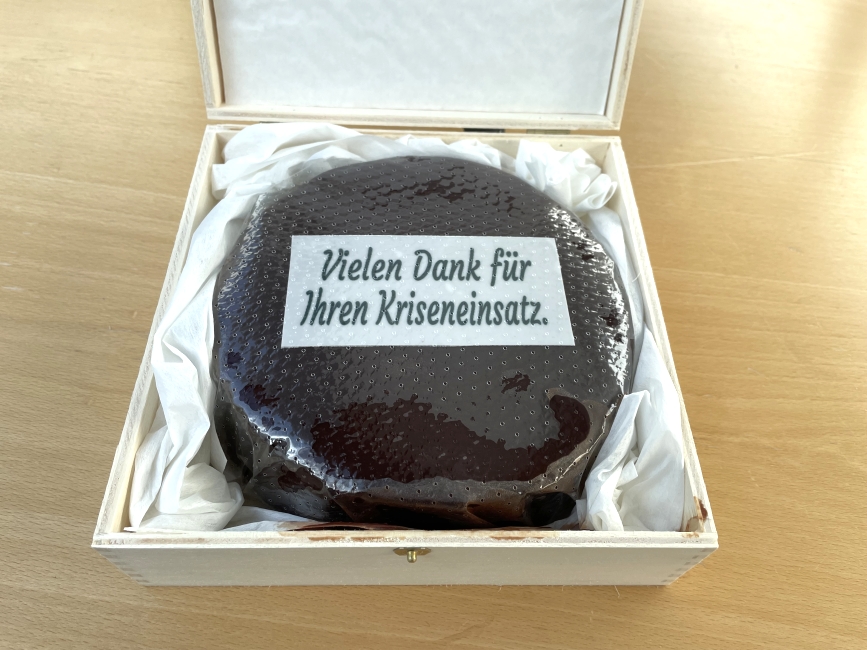 Vielen Dank für
Ihren Kriseneinsatz.